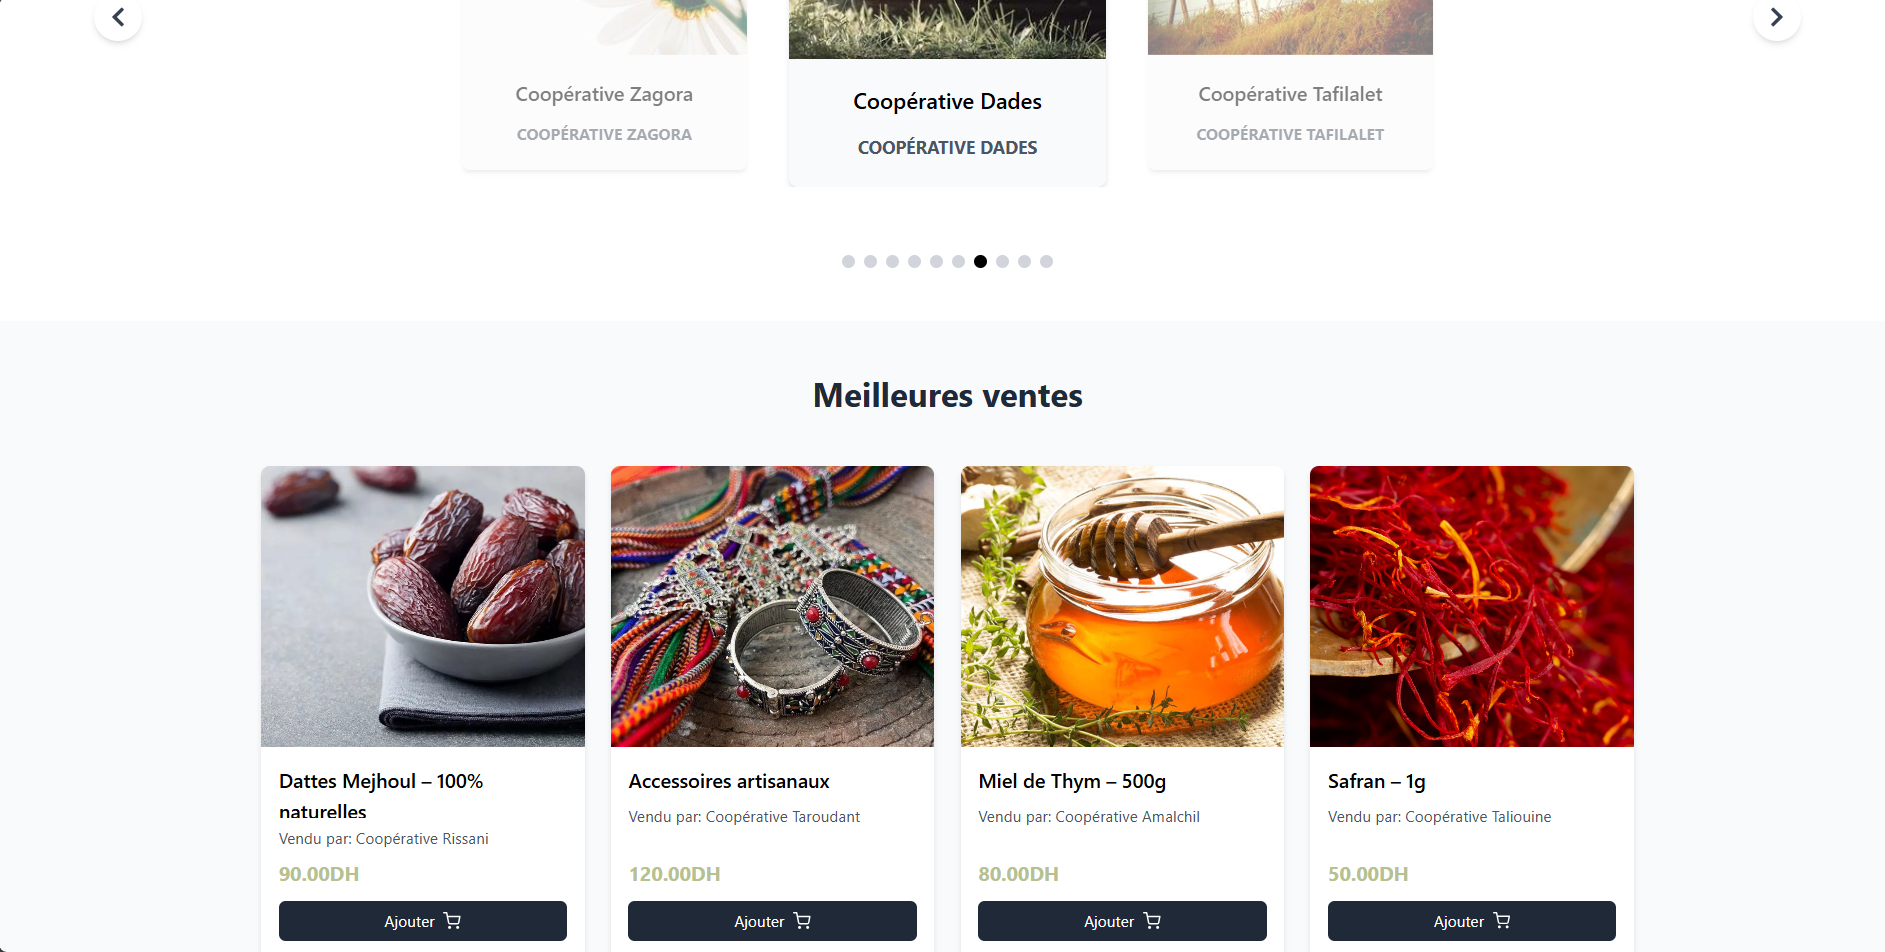 Coopérative Zagora
COOPÉRATIVE ZAGORA
Coopérative Dades
COOPÉRATIVE DADES
Coopérative Tafilalet
COOPÉRATIVE TAFILALET
Meilleures ventes
Dattes Mejhoul – 100%
naturelles
Vendu par: Coopérative Rissani
90.00DH
Ajouter
Accessoires artisanaux
Vendu par: Coopérative Taroudant
120.00DH
Ajouter
Miel de Thym – 500g
Vendu par: Coopérative Amalchil
80.00DH
Ajouter
Safran – 1g
Vendu par: Coopérative Taliouine
50.00DH
Ajouter